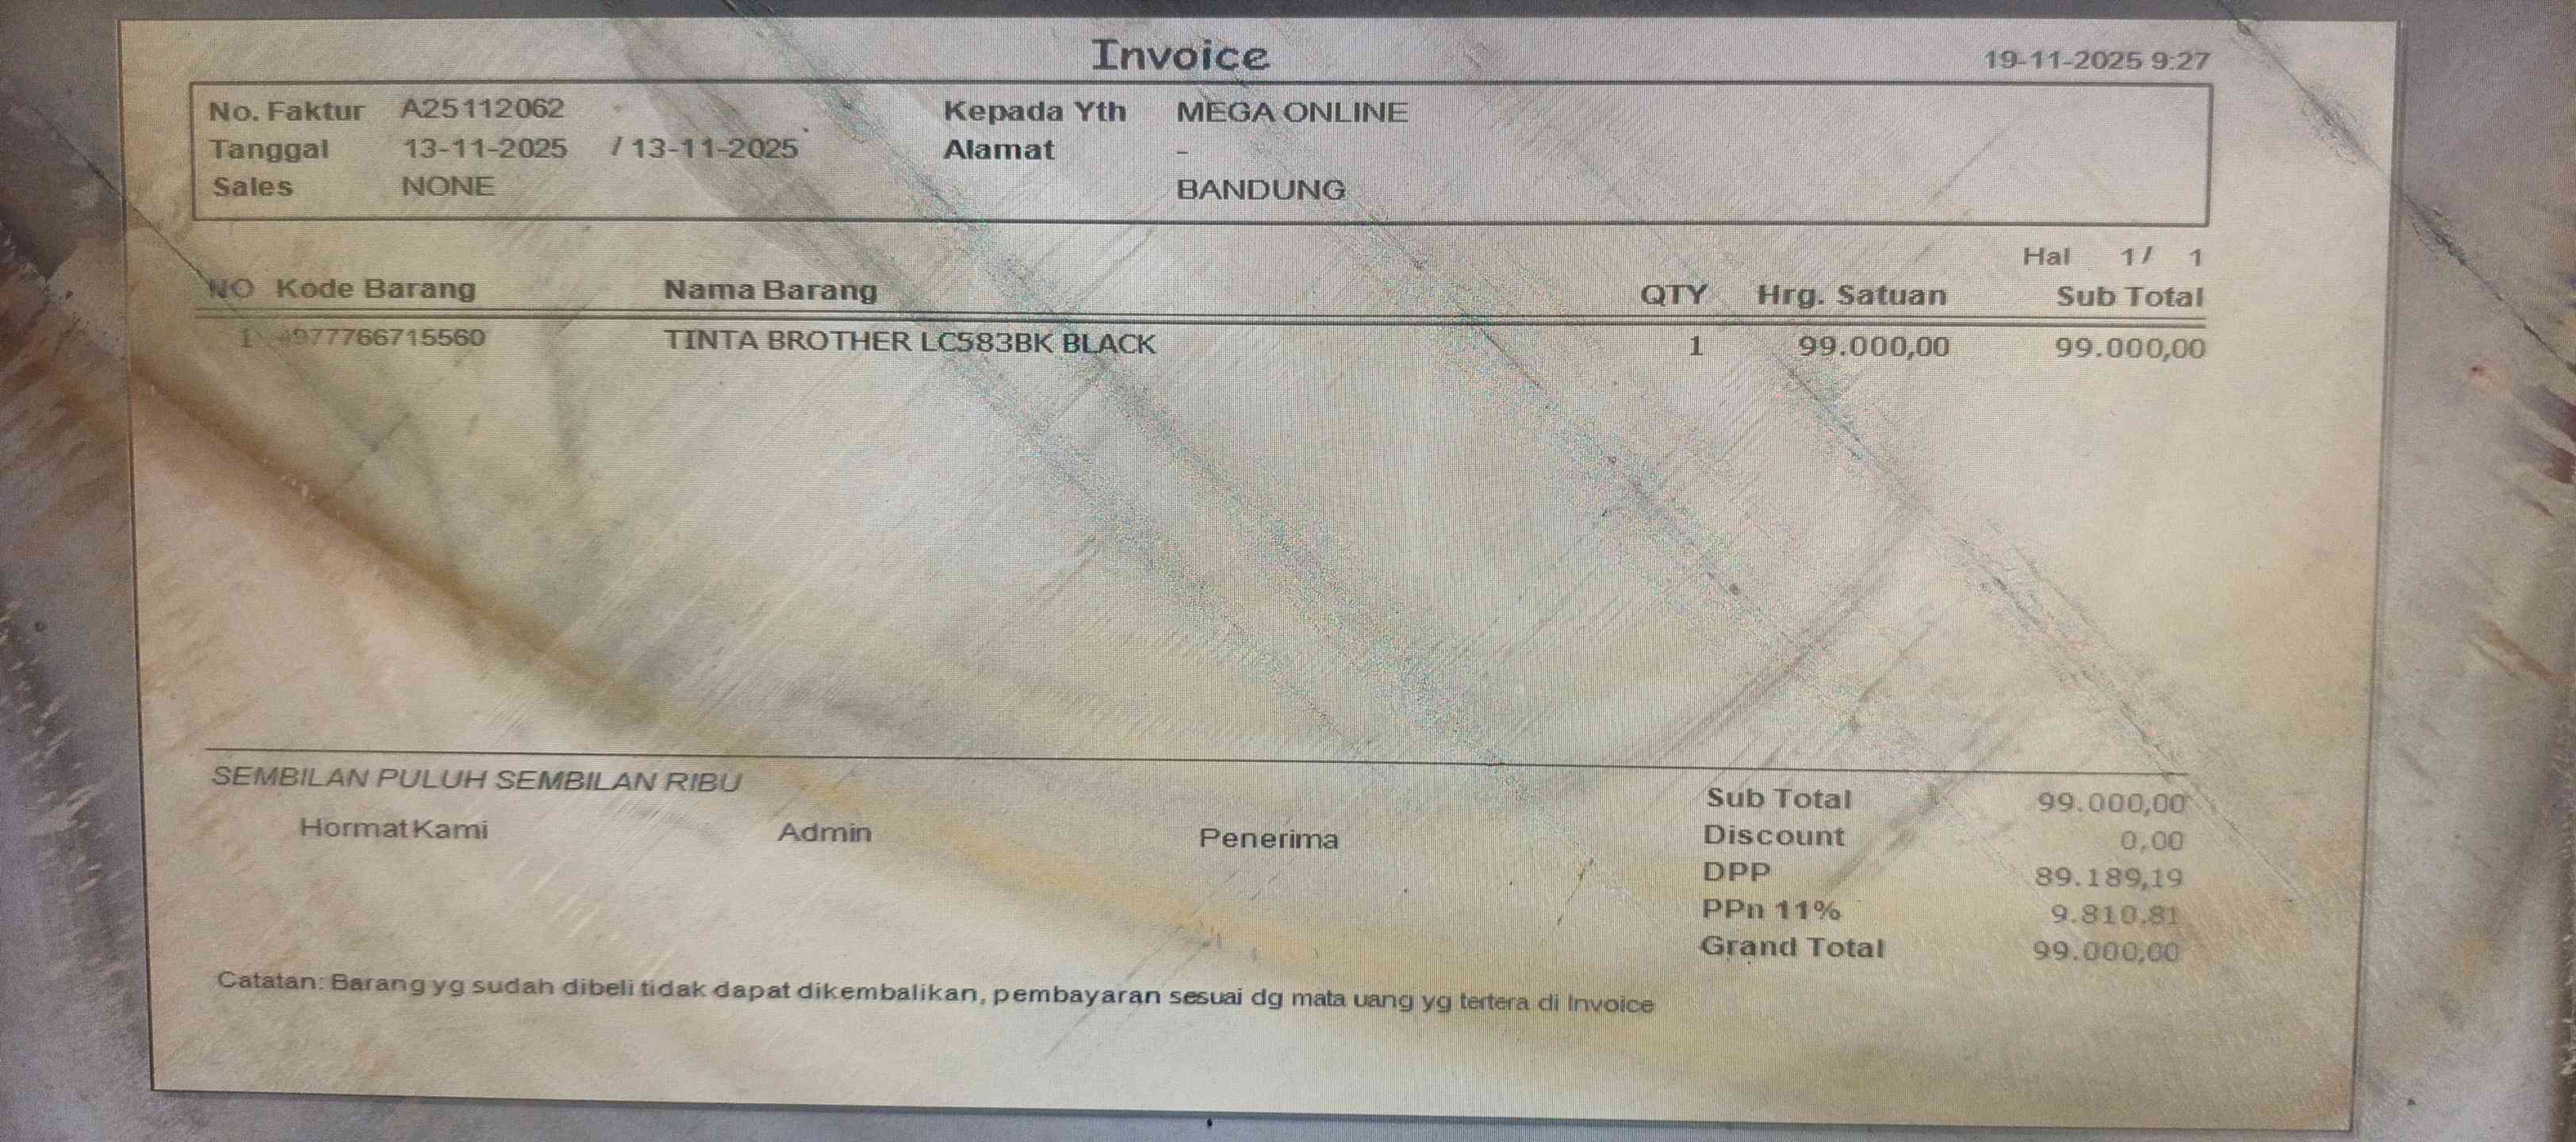 Invoice
19-11-2025 9:27
No. Faktur A25112062 Kepada Yth MEGA ONLINE
Tanggal 13-11-2025 / 13-11-2025 Alamat -
Sales NONE BANDUNG
Hal 1/ 1
NO Kode Barang Nama Barang QTY Hrg. Satuan Sub Total
1 4977766715560 TINTA BROTHER LC583BK BLACK 1 99.000,00 99.000,00
SEMBILAN PULUH SEMBILAN RIBU
Hormat Kami Admin Penerima
Sub Total 99.000,00
Discount 0,00
DPP 89.189,19
PPn 11% 9.810,81
Grand Total 99.000,00
Catatan: Barang yg sudah dibeli tidak dapat dikembalikan, pembayaran sesuai dg mata uang yg tertera di Invoice